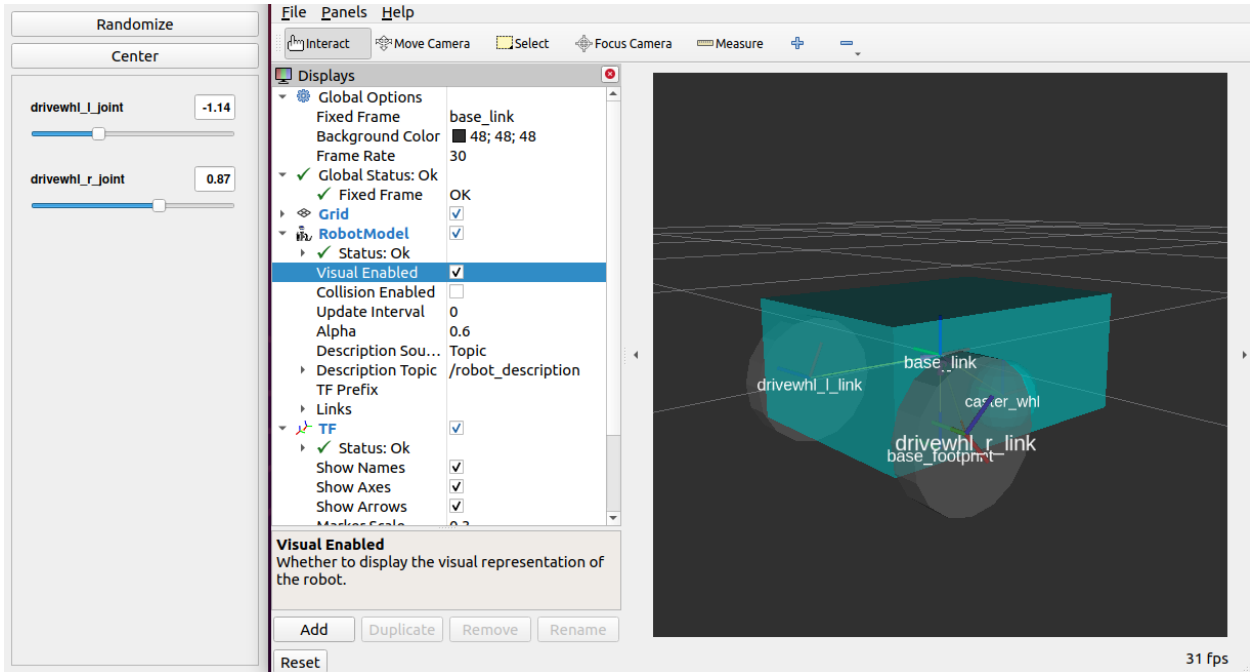 Randomize
Center
drivewhl_l_joint -1.14
drivewhl_r_joint 0.87
File Panels Help
Interact Move Camera Select Focus Camera Measure
Displays
Global Options
Fixed Frame base_link
Background Color 48; 48; 48
Frame Rate 30
Global Status: Ok
Fixed Frame OK
Grid
RobotModel
Status: Ok
Visual Enabled
Collision Enabled
Update Interval 0
Alpha 0.6
Description Sou... Topic
Description Topic /robot_description
TF Prefix
Links
TF
Status: Ok
Show Names
Show Axes
Show Arrows
Marker Scale
Visual Enabled
Whether to display the visual representation of
the robot.
Add Duplicate Remove Rename
Reset
base_link
drivewhl_l_link
caster_whl
drivewhl_r_link
base_footprint
31 fps